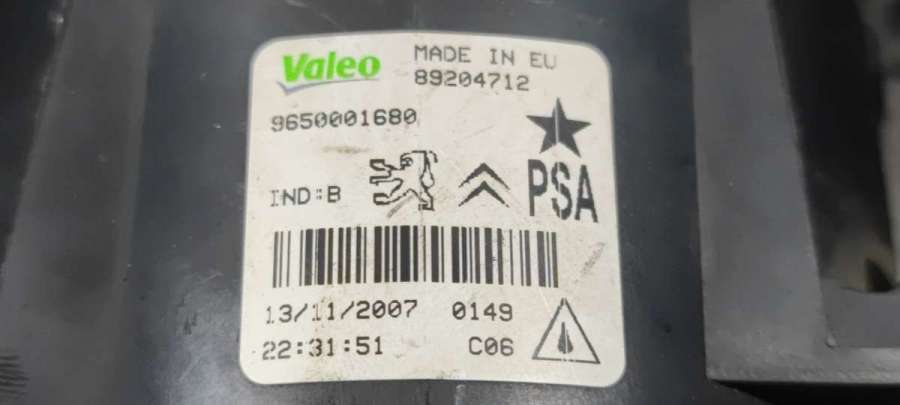 Valeo MADE IN EU
89204712
9650001680
IND:B PSA
13/11/2007 0149
22:31:51 C06